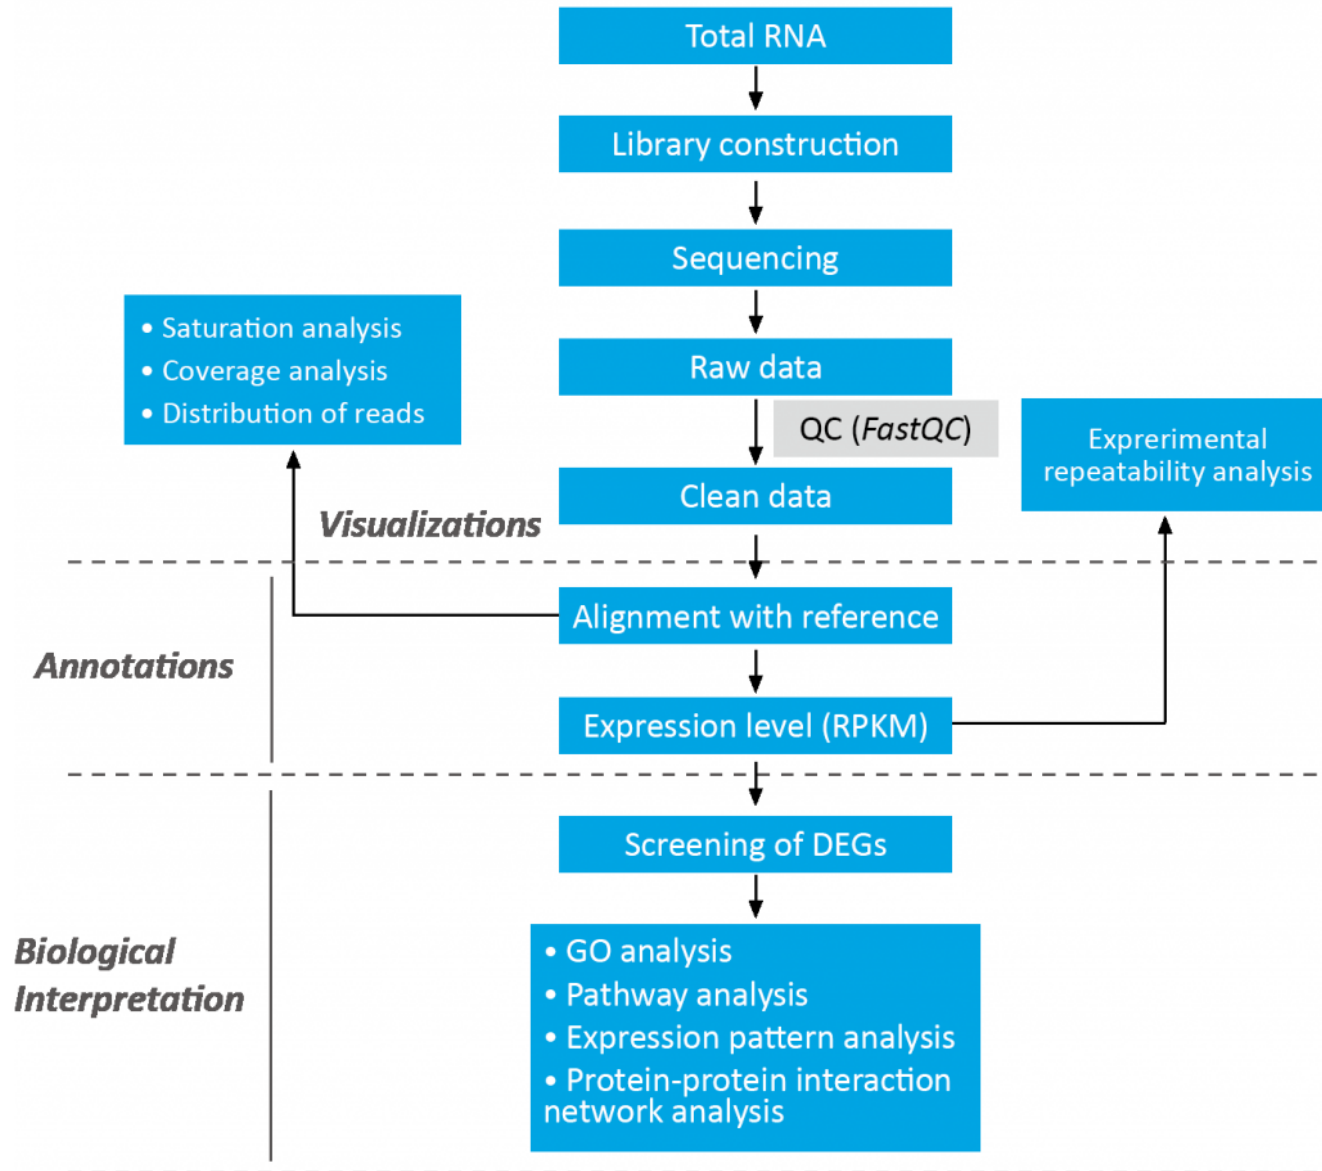 Total RNA
Library construction
Sequencing
• Saturation analysis
• Coverage analysis
• Distribution of reads
Raw data
QC (FastQC)
Exprerimental
repeatability analysis
Clean data
Visualizations
Alignment with reference
Annotations
Expression level (RPKM)
Screening of DEGs
Biological
Interpretation
• GO analysis
• Pathway analysis
• Expression pattern analysis
• Protein-protein interaction
network analysis